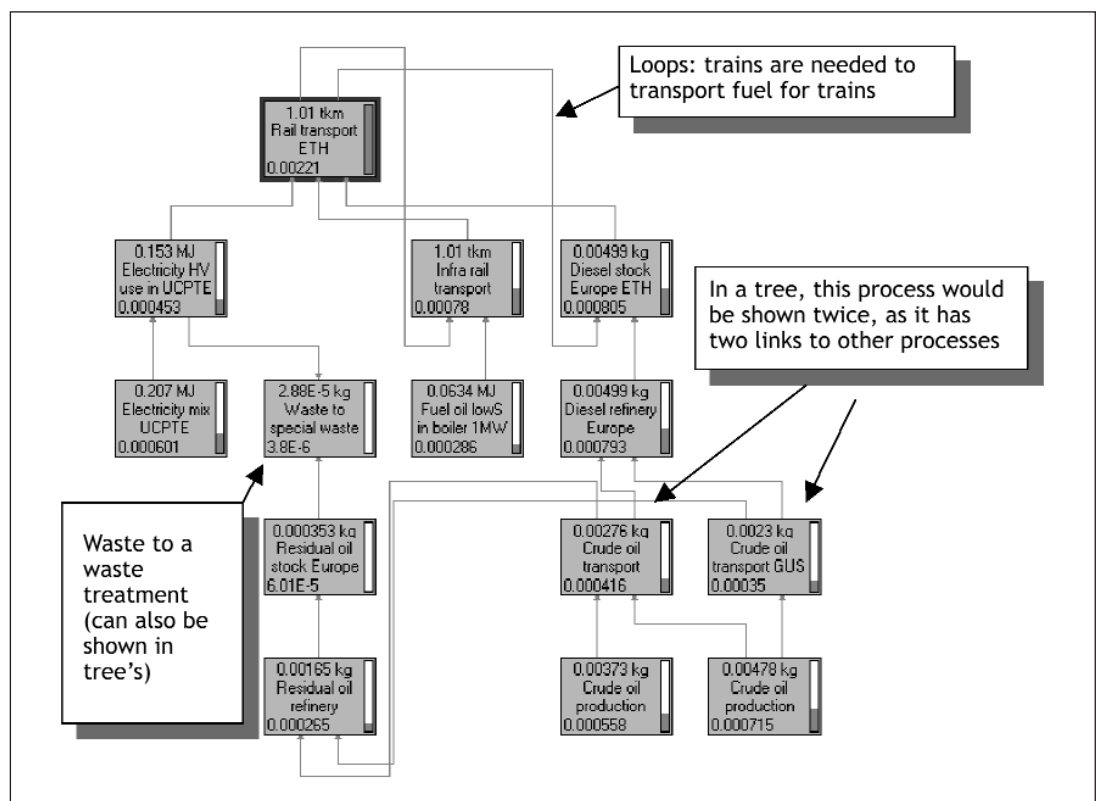 Loops: trains are needed to
transport fuel for trains
1.01 tkm
Rail transport
ETH
0.00221
0.153 MJ
Electricity HV
use in UCPTE
0.000453
1.01 tkm
Infra rail
transport
0.00078
0.00499 kg
Diesel stock
Europe ETH
0.000805
In a tree, this process would
be shown twice, as it has
two links to other processes
0.207 MJ
Electricity mix
UCPTE
0.000601
2.88E-5 kg
Waste to
special waste
3.8E-6
0.0634 MJ
Fuel oil lowS
in boiler 1MW
0.000286
0.00499 kg
Diesel refinery
Europe
0.000793
Waste to a
waste
treatment
(can also be
shown in
tree's)
0.000353 kg
Residual oil
stock Europe
6.01E-5
0.00276 kg
Crude oil
transport
0.000416
0.0023 kg
Crude oil
transport GUS
0.00035
0.00165 kg
Residual oil
refinery
0.000265
0.00373 kg
Crude oil
production
0.000558
0.00478 kg
Crude oil
production
0.000715